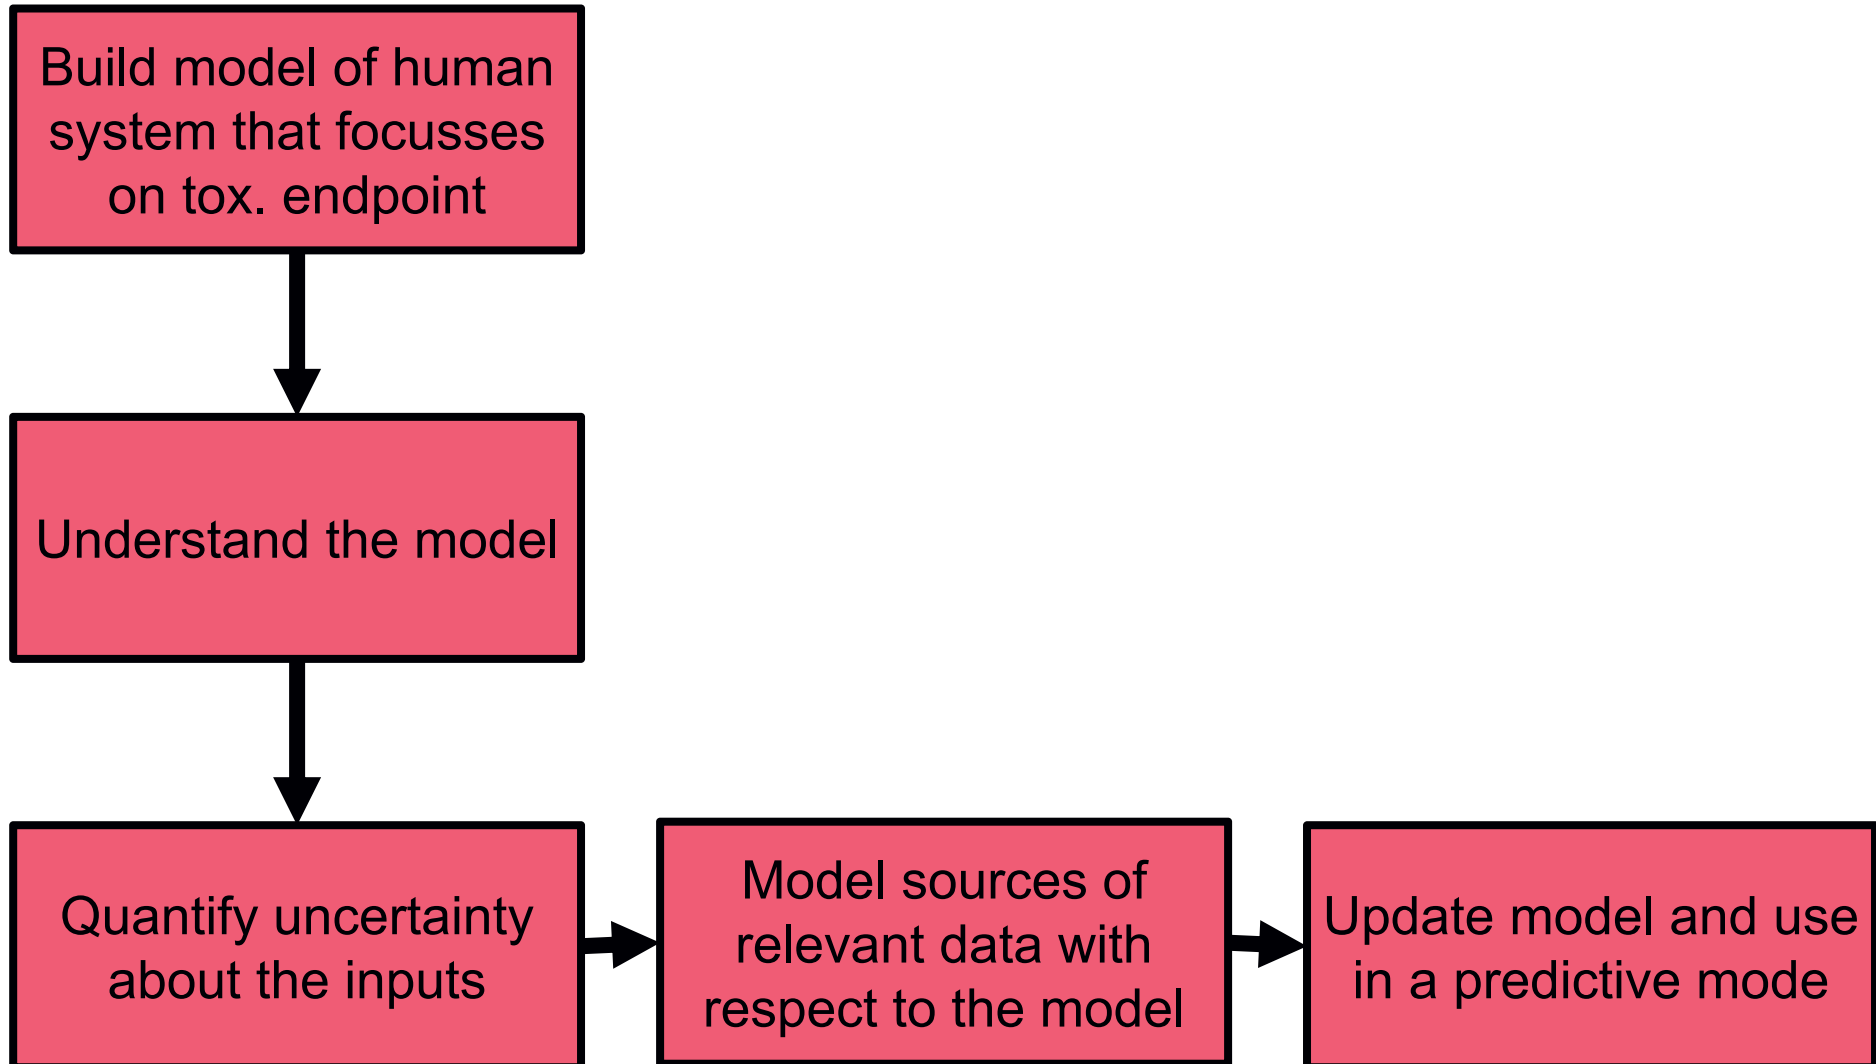 Build model of human
system that focusses
on tox. endpoint
Understand the model
Quantify uncertainty
about the inputs
Model sources of
relevant data with
respect to the model
Update model and use
in a predictive mode